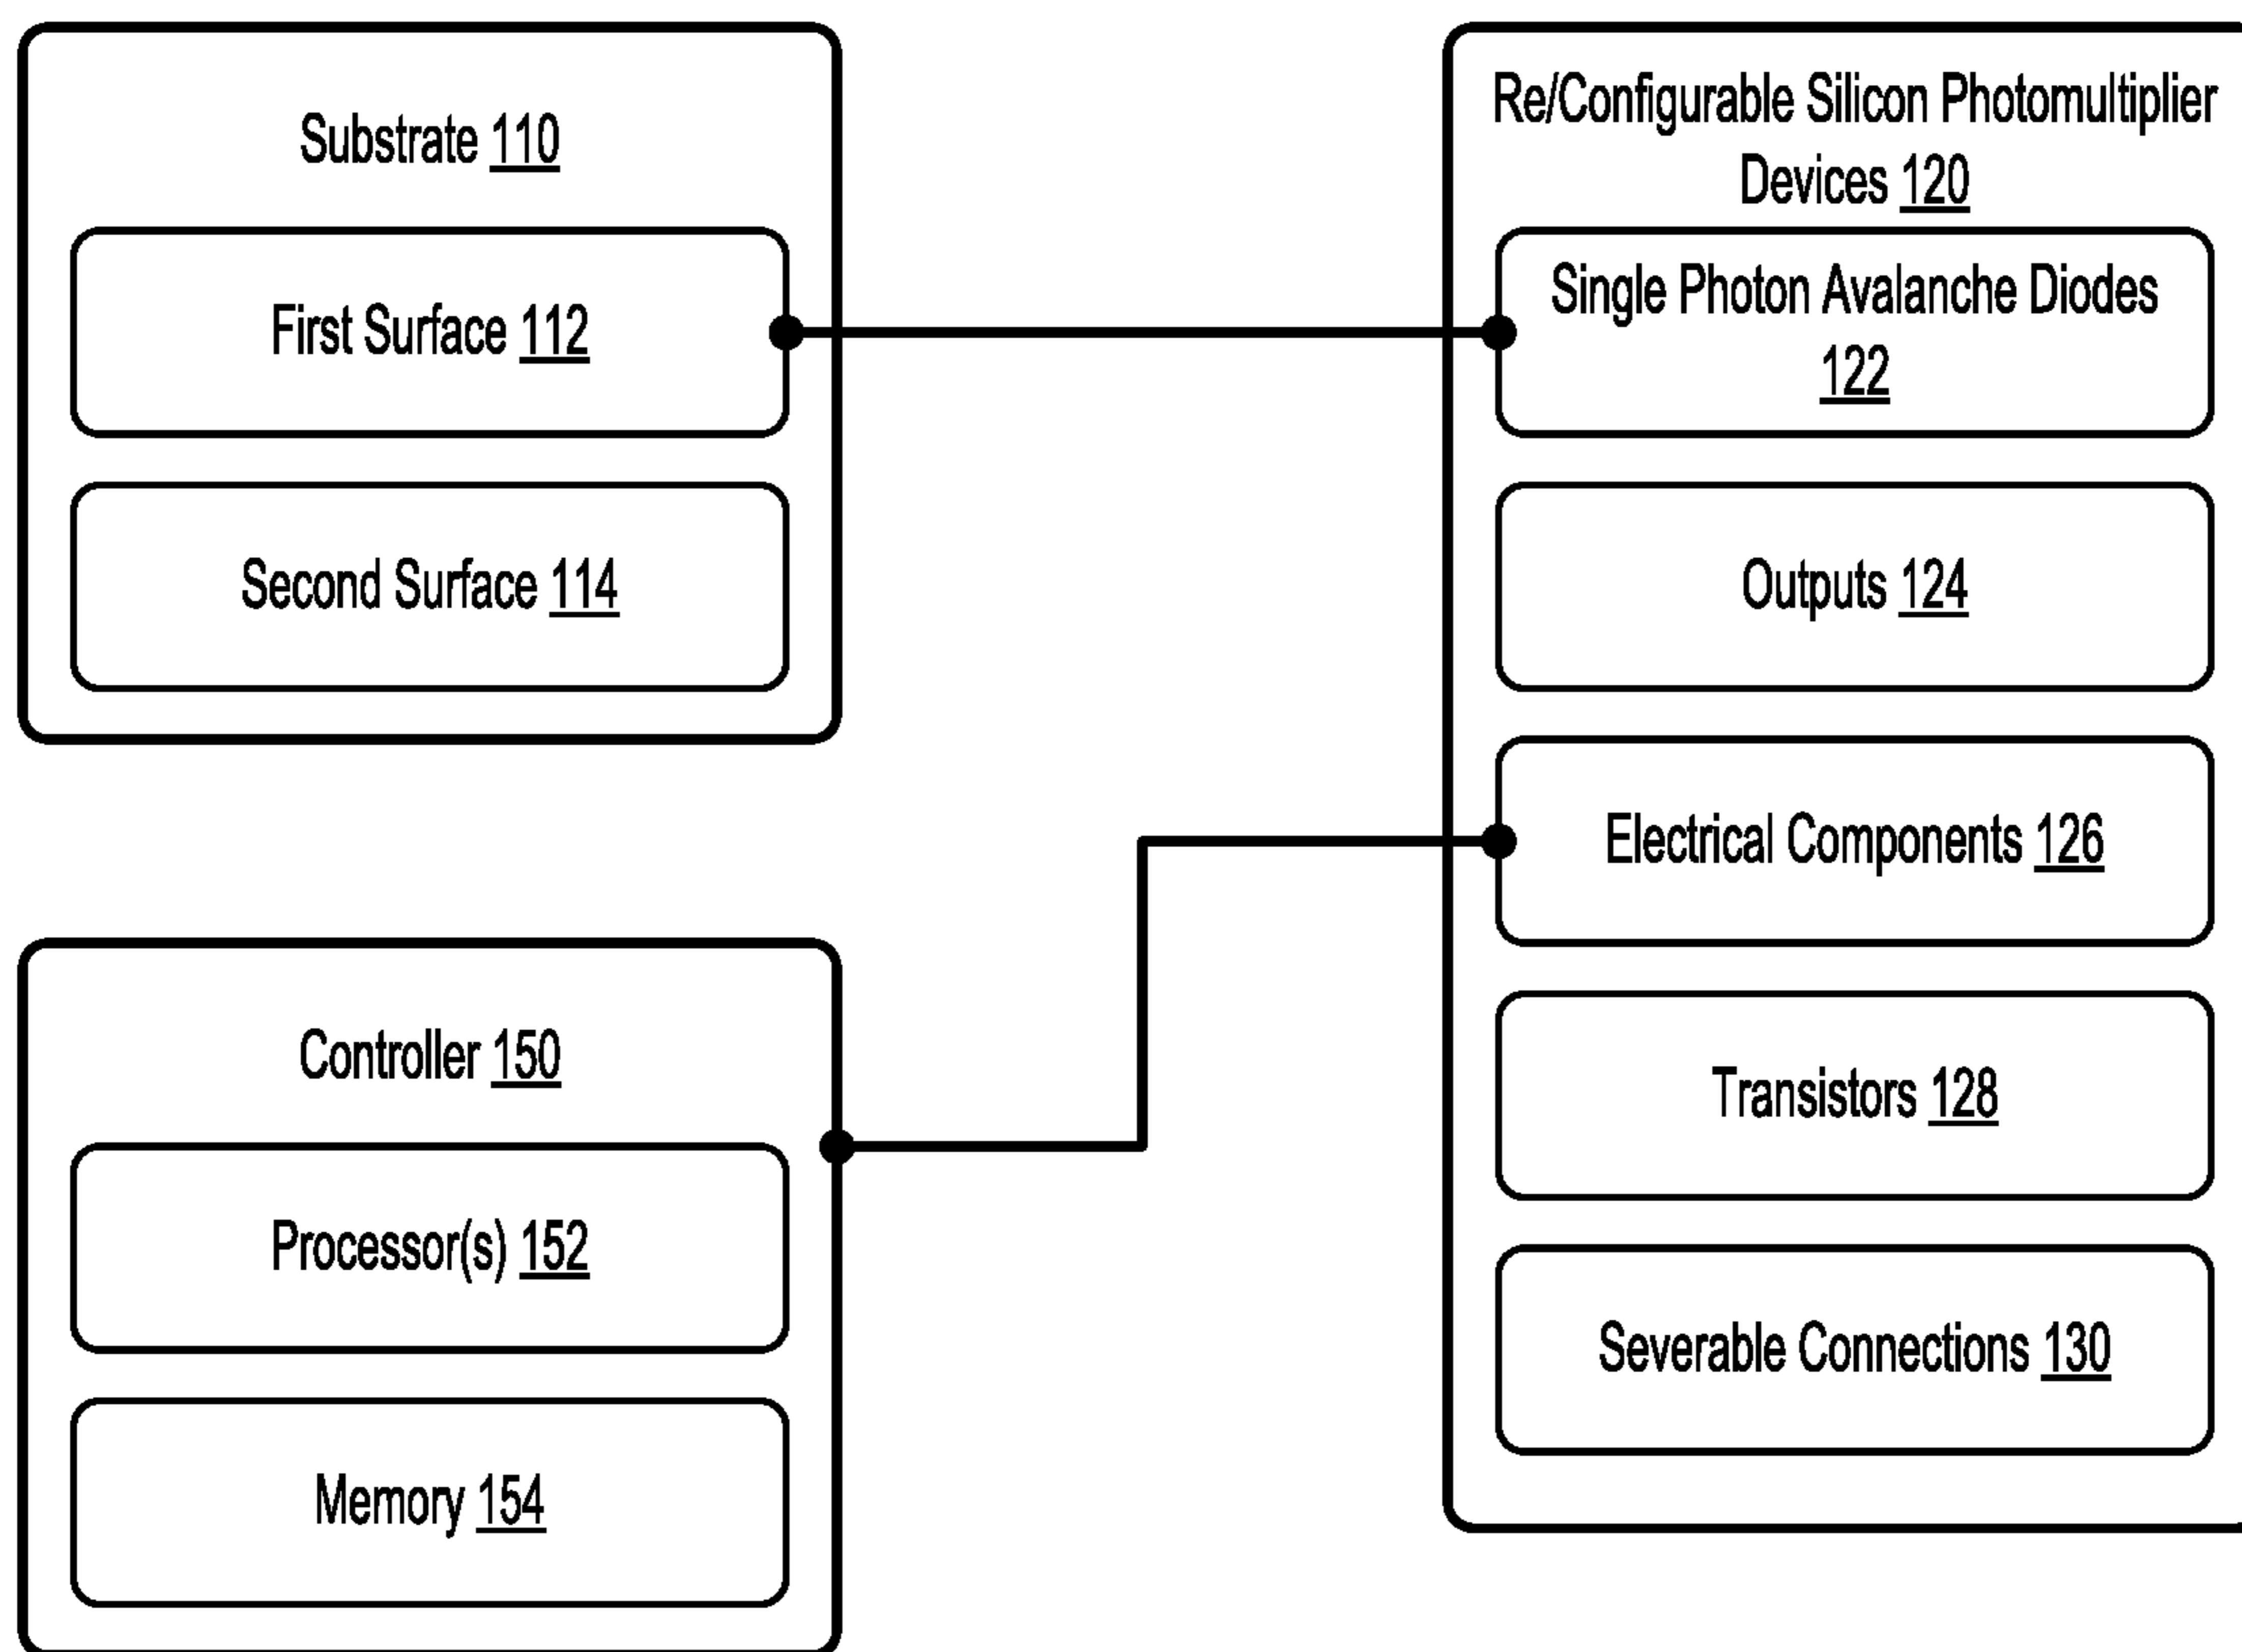 Substrate 110
First Surface 112
Second Surface 114
Controller 150
Processor(s) 152
Memory 154
Re/Configurable Silicon Photomultiplier
Devices 120
Single Photon Avalanche Diodes
122
Outputs 124
Electrical Components 126
Transistors 128
Severable Connections 130